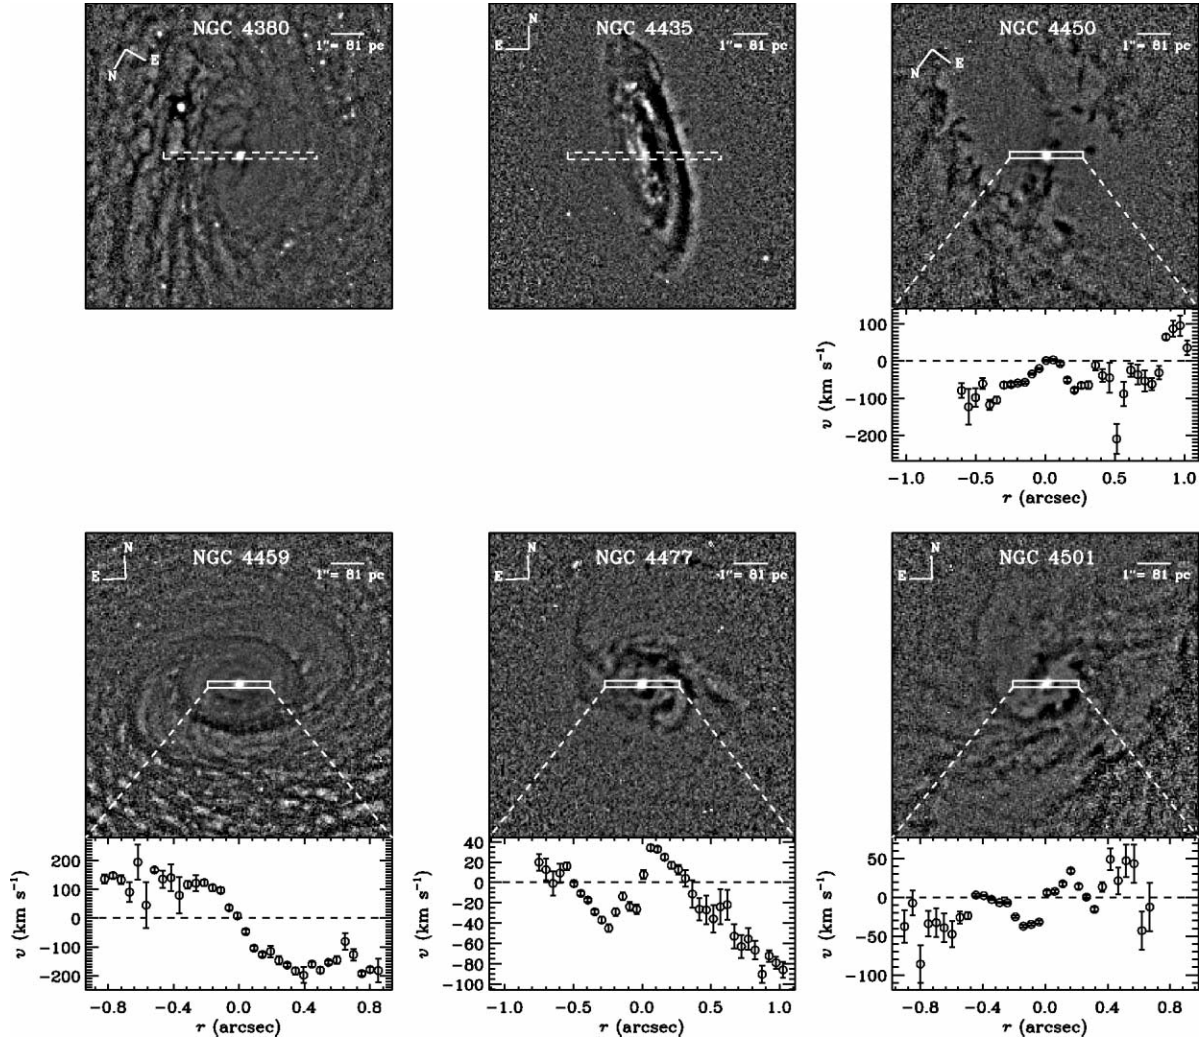 NGC 4380
1″= 81 pc
N E
NGC 4435
1″= 81 pc
N
E
NGC 4450
1″= 81 pc
N E
100
0
-100
-200
v (km s⁻¹)
-1.0 -0.5 0.0 0.5 1.0
r (arcsec)
NGC 4459
1″= 81 pc
N
E
200
100
0
-100
-200
v (km s⁻¹)
-0.8 -0.4 0.0 0.4 0.8
r (arcsec)
NGC 4477
1″= 81 pc
N
E
40
20
0
-20
-40
-60
-80
-100
v (km s⁻¹)
-1.0 -0.5 0.0 0.5 1.0
r (arcsec)
NGC 4501
1″= 81 pc
N
E
50
0
-50
-100
v (km s⁻¹)
-0.8 -0.4 0.0 0.4 0.8
r (arcsec)